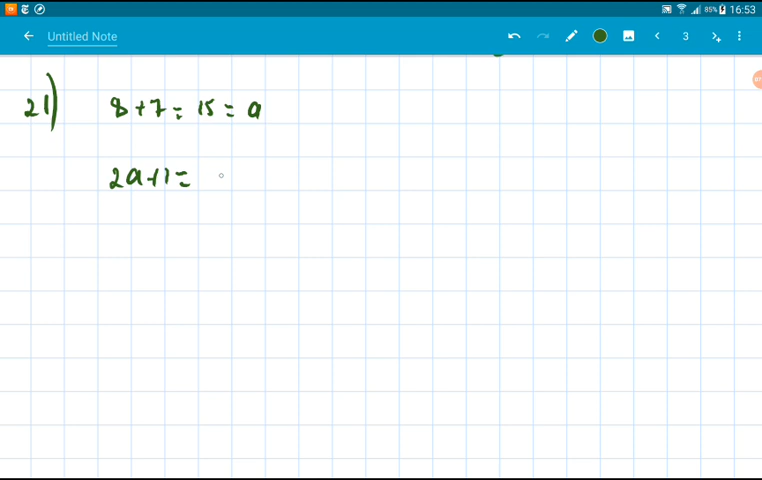 85% 16:53
Untitled Note
3
21) 8+7 = 15 = a
2a+1 =